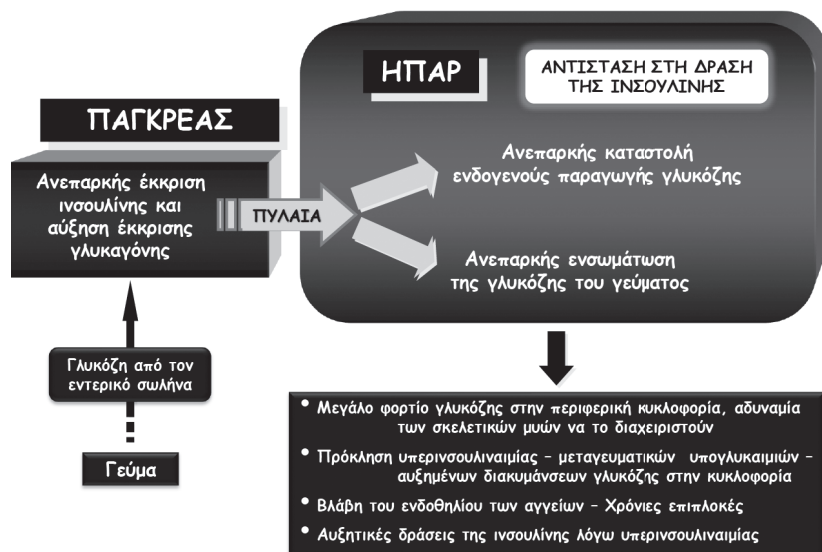 ΠΑΓΚΡΕΑΣ
Ανεπαρκής έκκριση
ινσουλίνης και
αύξηση έκκρισης
γλυκαγόνης
ΠΥΛΑΙΑ
ΗΠΑΡ
ΑΝΤΙΣΤΑΣΗ ΣΤΗ ΔΡΑΣΗ
ΤΗΣ ΙΝΣΟΥΛΙΝΗΣ
Ανεπαρκής καταστολή
ενδογενούς παραγωγής γλυκόζης
Ανεπαρκής ενσωμάτωση
της γλυκόζης του γεύματος
Γλυκόζη από τον
εντερικό σωλήνα
Γεύμα
• Μεγάλο φορτίο γλυκόζης στην περιφερική κυκλοφορία, αδυναμία
των σκελετικών μυών να το διαχειριστούν
• Πρόκληση υπερινσουλιναιμίας – μεταγευματικών υπογλυκαιμιών –
αυξημένων διακυμάνσεων γλυκόζης στην κυκλοφορία
• Βλάβη του ενδοθηλίου των αγγείων – Χρόνιες επιπλοκές
• Αυξητικές δράσεις της ινσουλίνης λόγω υπερινσουλιναιμίας